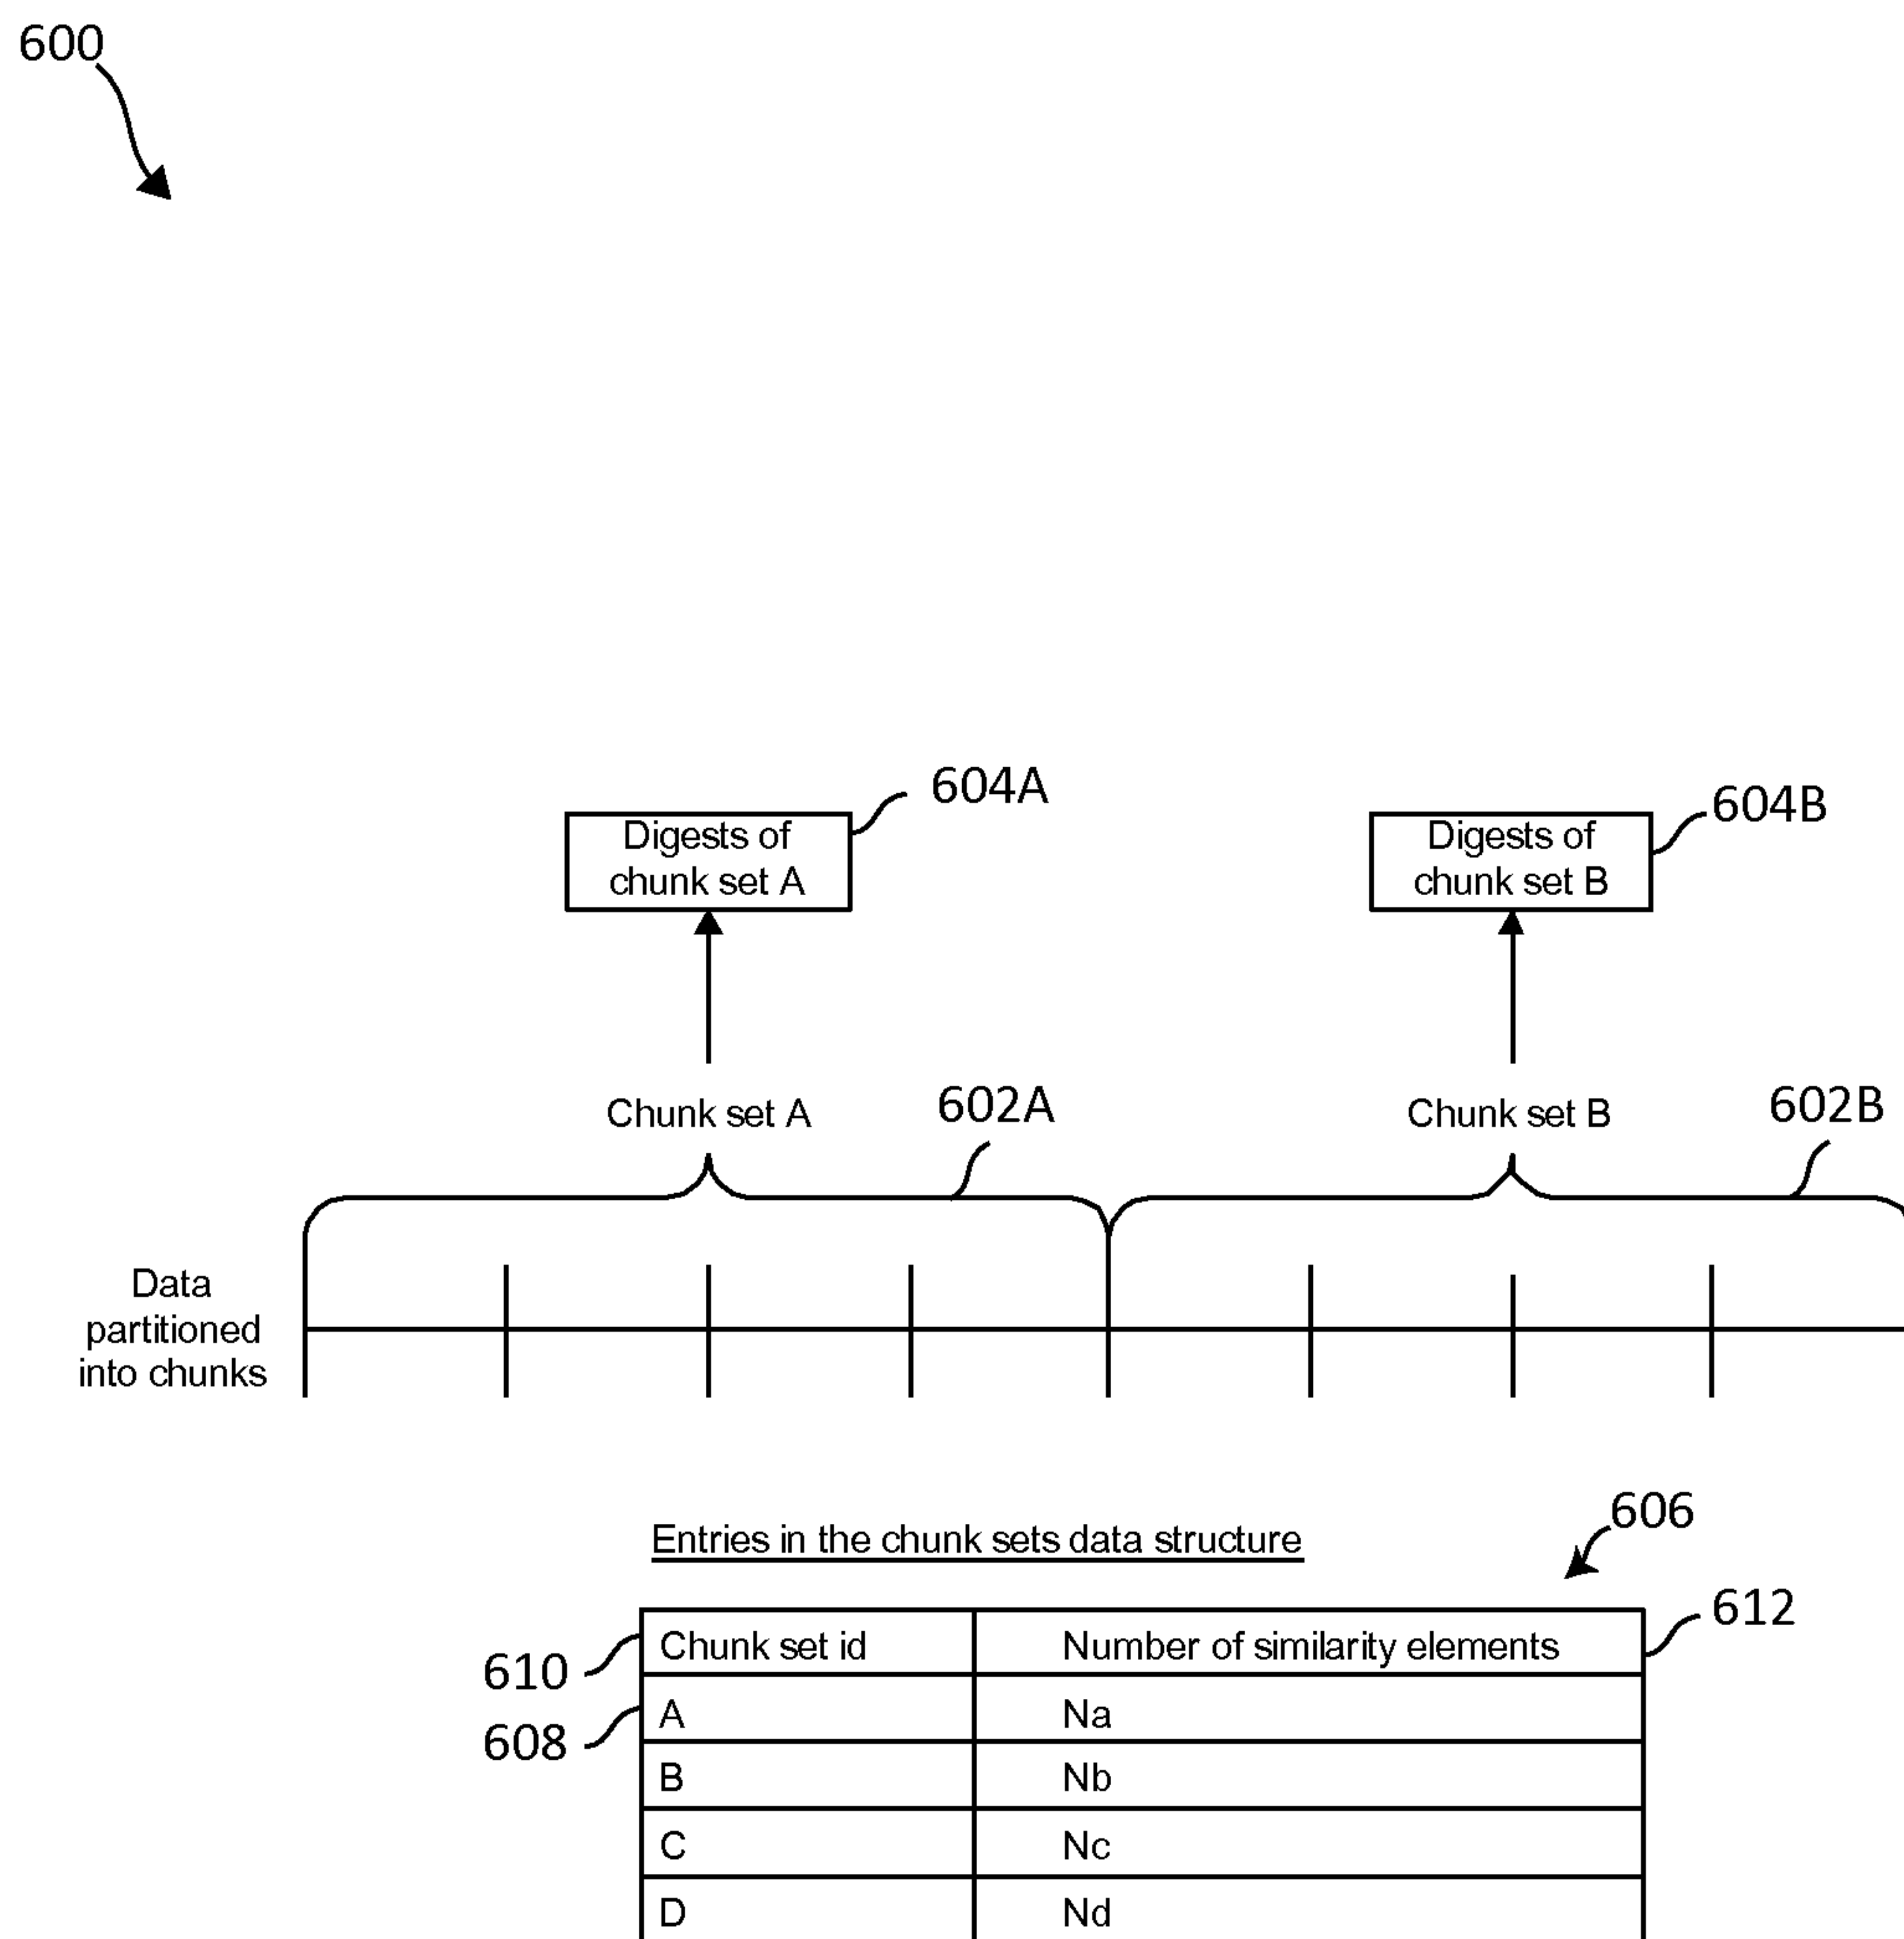 600
604A
604B
Digests of
chunk set A
Digests of
chunk set B
Chunk set A
602A
Chunk set B
602B
Data
partitioned
into chunks
606
Entries in the chunk sets data structure
612
Chunk set id
Number of similarity elements
610
A
Na
608
B
Nb
C
Nc
D
Nd